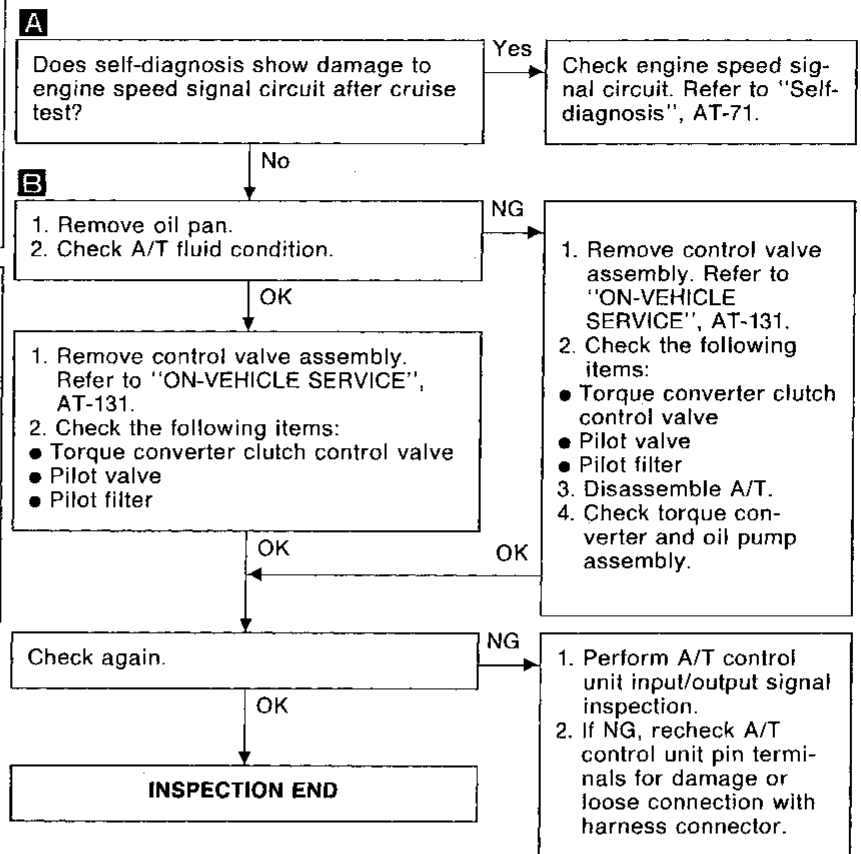 A
Does self-diagnosis show damage to
engine speed signal circuit after cruise
test?
Yes
Check engine speed sig-
nal circuit. Refer to "Self-
diagnosis", AT-71.
No
B
1. Remove oil pan.
2. Check A/T fluid condition.
NG
1. Remove control valve
assembly. Refer to
"ON-VEHICLE
SERVICE", AT-131.
2. Check the following
items:
● Torque converter clutch
control valve
● Pilot valve
● Pilot filter
3. Disassemble A/T.
4. Check torque con-
verter and oil pump
assembly.
OK
1. Remove control valve assembly.
Refer to "ON-VEHICLE SERVICE",
AT-131.
2. Check the following items:
● Torque converter clutch control valve
● Pilot valve
● Pilot filter
OK
OK
Check again.
NG
1. Perform A/T control
unit input/output signal
inspection.
2. If NG, recheck A/T
control unit pin termi-
nals for damage or
loose connection with
harness connector.
OK
INSPECTION END